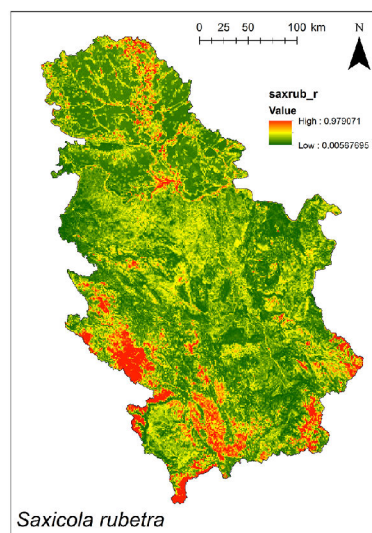 0 25 50 100 km
N
saxrub_r
Value
High : 0.979071
Low : 0.00567695
Saxicola rubetra